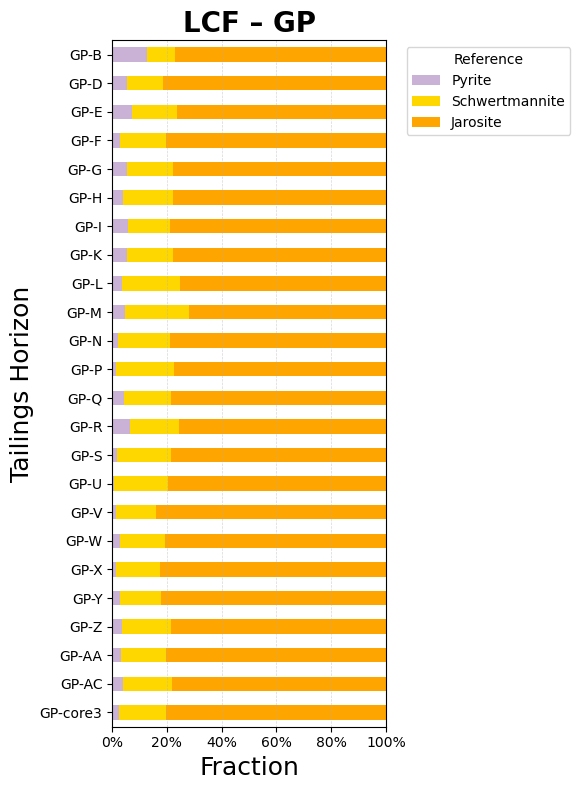 LCF – GP
Reference
Pyrite
Schwertmannite
Jarosite
Tailings Horizon
GP-B
GP-D
GP-E
GP-F
GP-G
GP-H
GP-I
GP-K
GP-L
GP-M
GP-N
GP-P
GP-Q
GP-R
GP-S
GP-U
GP-V
GP-W
GP-X
GP-Y
GP-Z
GP-AA
GP-AC
GP-core3
0% 20% 40% 60% 80% 100%
Fraction